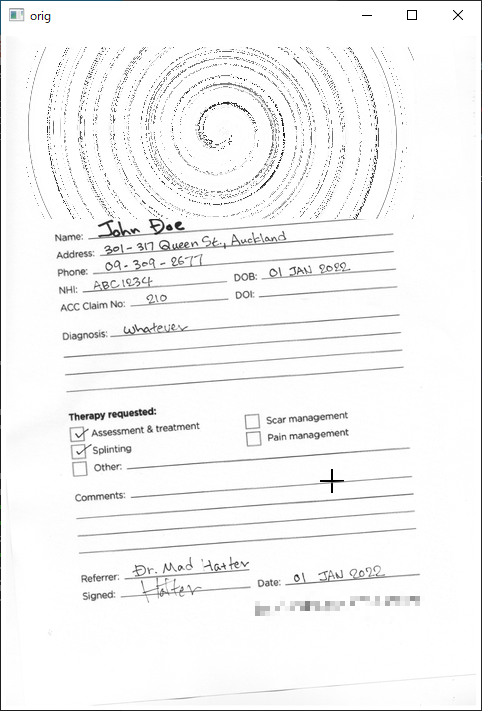 orig
Name: John Doe
Address: 301-317 Queen St., Auckland
Phone: 09-309-2677
NHI: ABC1234 DOB: 01 JAN 2022
ACC Claim No: 210 DOI:
Diagnosis: Whatever
Therapy requested:
Assessment & treatment Scar management
Splinting Pain management
Other:
Comments:
Referrer: Dr. Mad Hatter
Signed: Hatter Date: 01 JAN 2022